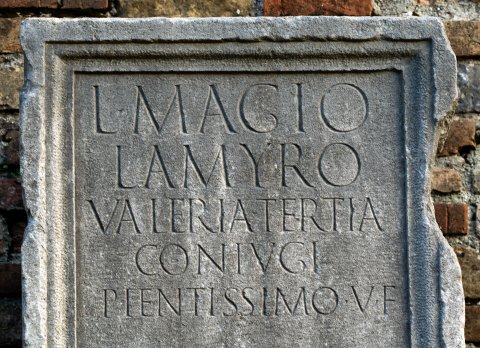 L·MAGIO
LAMYRO
VALERIA·TERTIA
CONIVGI
PIENTISSIMO·V·F